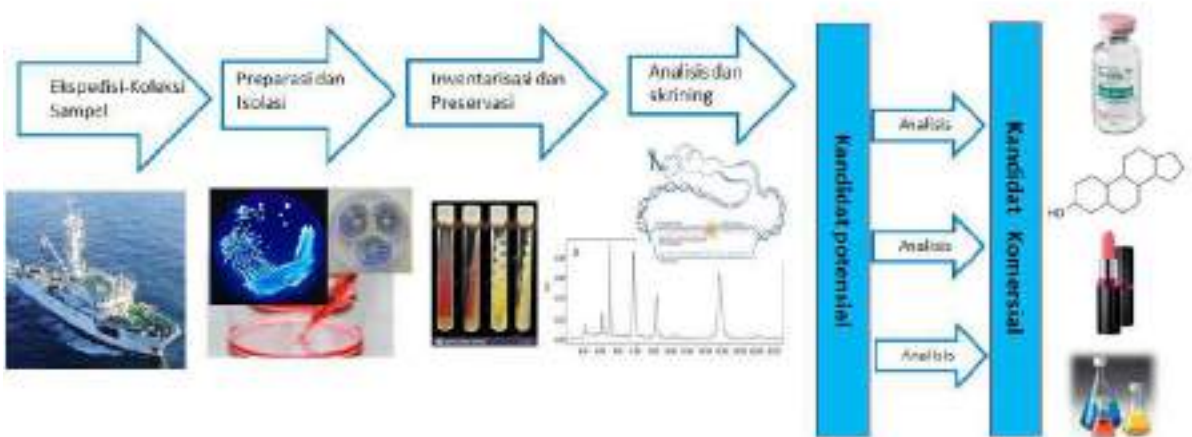 Ekspedisi-Koleksi
Sampel
Preparasi dan
Isolasi
Inventarisasi dan
Preservasi
Analisis dan
skrining
Kandidat potensial
Analisis
Analisis
Analisis
Kandidat Komersial
HO